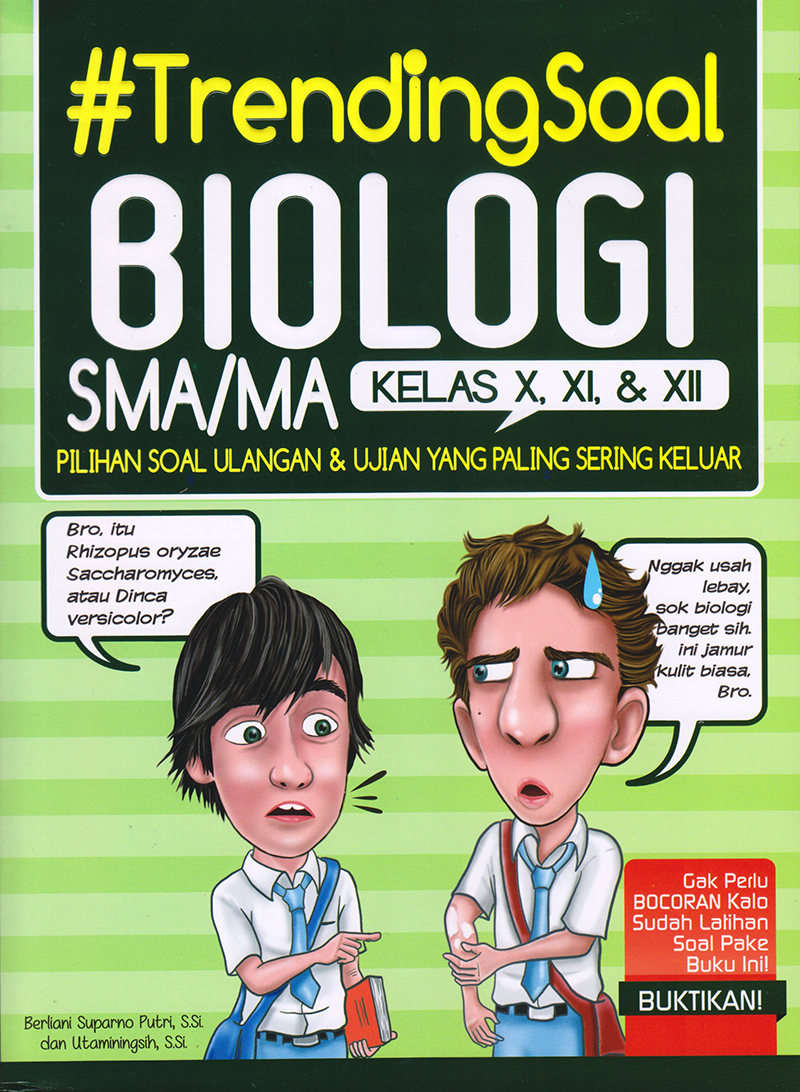 #TrendingSoal
BIOLOGI
SMA/MA
KELAS X, XI, & XII
PILIHAN SOAL ULANGAN & UJIAN YANG PALING SERING KELUAR
Bro, itu
Rhizopus oryzae
Saccharomyces,
atau Dinca
versicolor?
Nggak usah
lebay,
sok biologi
banget sih.
ini jamur
kulit biasa,
Bro.
Gak Perlu
BOCORAN Kalo
Sudah Latihan
Soal Pake
Buku Ini!
BUKTIKAN!
Berliani Suparno Putri, S.Si.
dan Utaminingsih, S.Si.